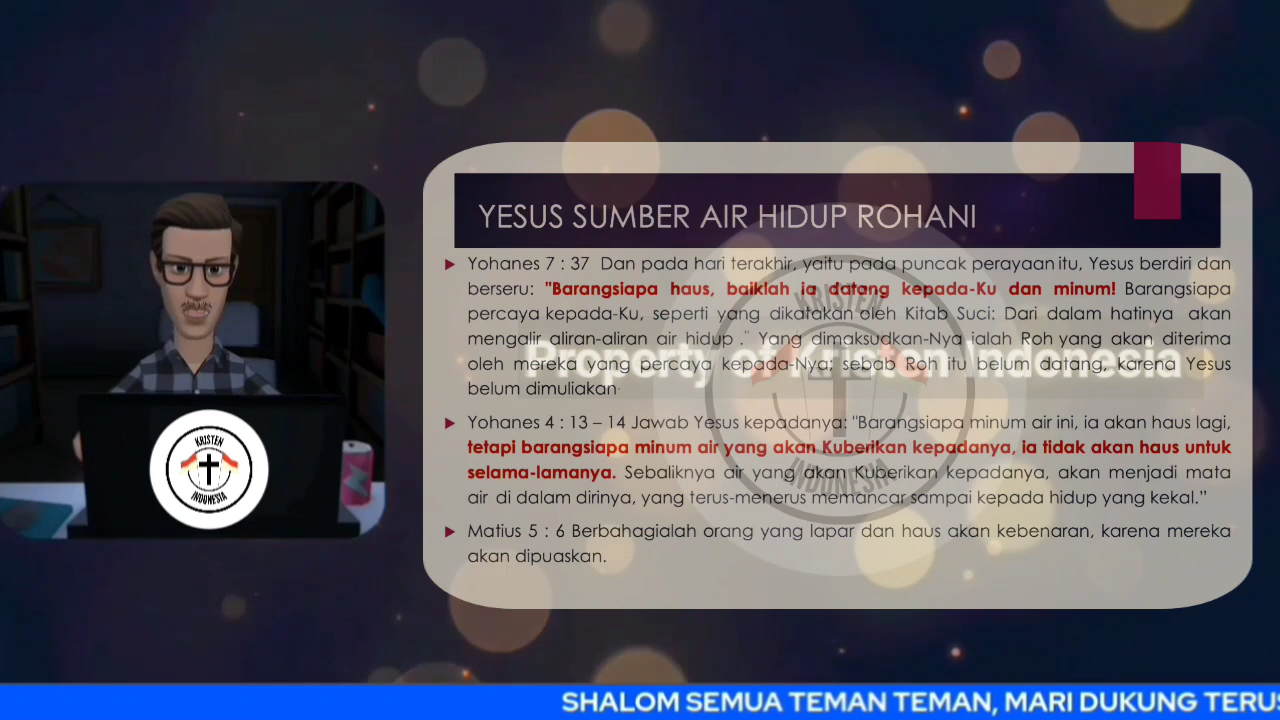 YESUS SUMBER AIR HIDUP ROHANI
Yohanes 7 : 37 Dan pada hari terakhir, yaitu pada puncak perayaan itu, Yesus berdiri dan
berseru: "Barangsiapa haus, baiklah ia datang kepada-Ku dan minum! Barangsiapa
percaya kepada-Ku, seperti yang dikatakan oleh Kitab Suci: Dari dalam hatinya akan
mengalir aliran-aliran air hidup ." Yang dimaksudkan-Nya ialah Roh yang akan diterima
oleh mereka yang percaya kepada-Nya; sebab Roh itu belum datang, karena Yesus
belum dimuliakan
Yohanes 4 : 13 – 14 Jawab Yesus kepadanya: "Barangsiapa minum air ini, ia akan haus lagi,
tetapi barangsiapa minum air yang akan Kuberikan kepadanya, ia tidak akan haus untuk
selama-lamanya. Sebaliknya air yang akan Kuberikan kepadanya, akan menjadi mata
air di dalam dirinya, yang terus-menerus memancar sampai kepada hidup yang kekal."
Matius 5 : 6 Berbahagialah orang yang lapar dan haus akan kebenaran, karena mereka
akan dipuaskan.
Property of Kristen Indonesia
KRISTEN
INDONESIA
KRISTEN
INDONESIA
SHALOM SEMUA TEMAN TEMAN, MARI DUKUNG TERUS